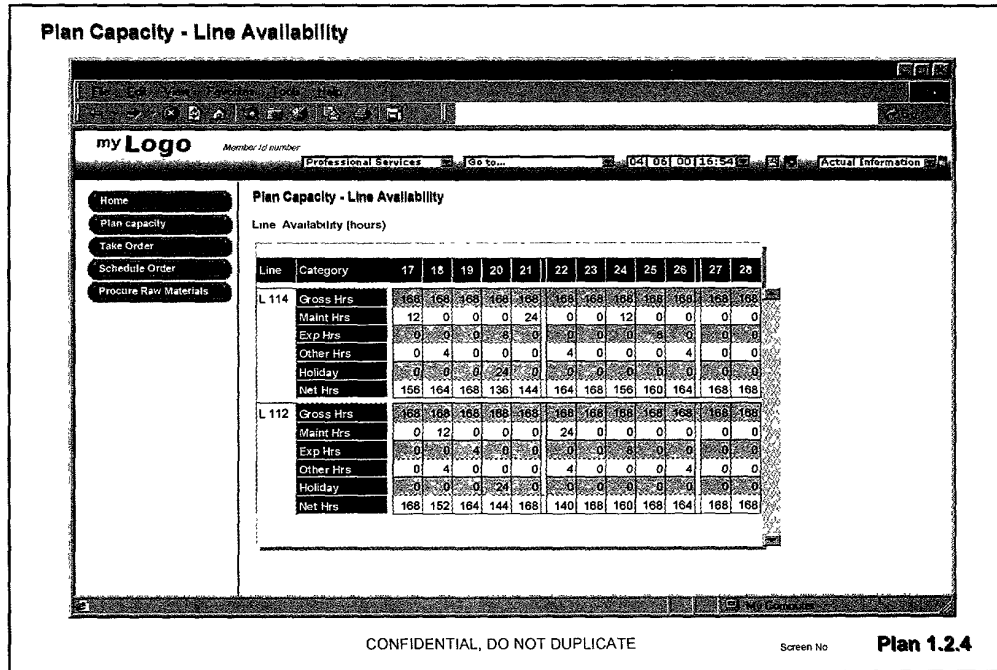 Plan Capacity - Line Availability
my Logo
Member Id number
Professional Services Go to... 04 06 00 16:54 Actual Information
Home
Plan capacity
Take Order
Schedule Order
Procure Raw Materials
Plan Capacity - Line Availability
Line Availability (hours)
Line Category 17 18 19 20 21 22 23 24 25 26 27 28
L 114 Gross Hrs 168 168 168 168 168 168 168 168 168 168 168 168
Maint Hrs 12 0 0 0 24 0 0 12 0 0 0 0
Exp Hrs 0 0 0 8 0 0 0 0 8 0 0 0
Other Hrs 0 4 0 0 0 4 0 0 0 4 0 0
Holiday 0 0 0 24 0 0 0 0 0 0 0 0
Net Hrs 156 164 168 136 144 164 168 156 160 164 168 168
L 112 Gross Hrs 168 168 168 168 168 168 168 168 168 168 168 168
Maint Hrs 0 12 0 0 0 24 0 0 0 0 0 0
Exp Hrs 0 0 4 0 0 0 0 8 0 0 0 0
Other Hrs 0 4 0 0 0 4 0 0 0 4 0 0
Holiday 0 0 0 24 0 0 0 0 0 0 0 0
Net Hrs 168 152 164 144 168 140 168 160 168 164 168 168
My Computer
CONFIDENTIAL, DO NOT DUPLICATE
Screen No Plan 1.2.4